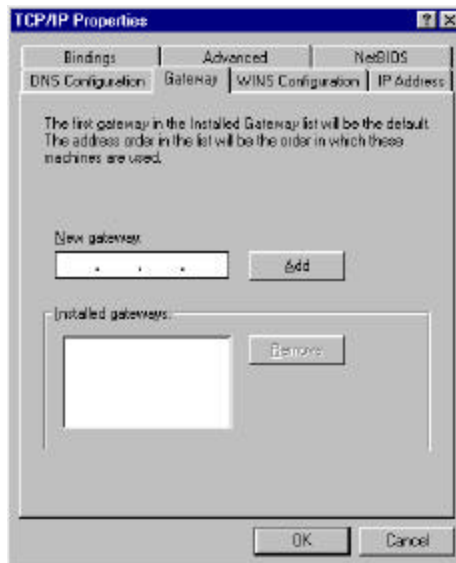 TCP/IP Properties
? X
Bindings Advanced NetBIOS
DNS Configuration Gateway WINS Configuration IP Address
The first gateway in the Installed Gateway list will be the default.
The address order in the list will be the order in which these
machines are used.
New gateway:
. . .
Add
Installed gateways:
Remove
OK Cancel